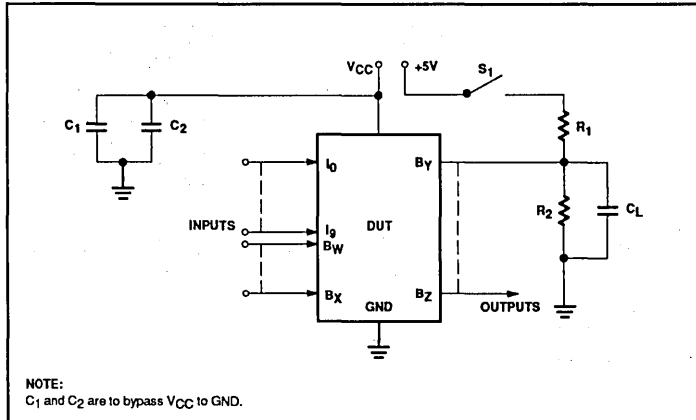 VCC +5V S1
C1 C2 R1
I0 BY
R2 CL
INPUTS I9 DUT
BW
BX BZ
GND OUTPUTS
NOTE:
C1 and C2 are to bypass VCC to GND.